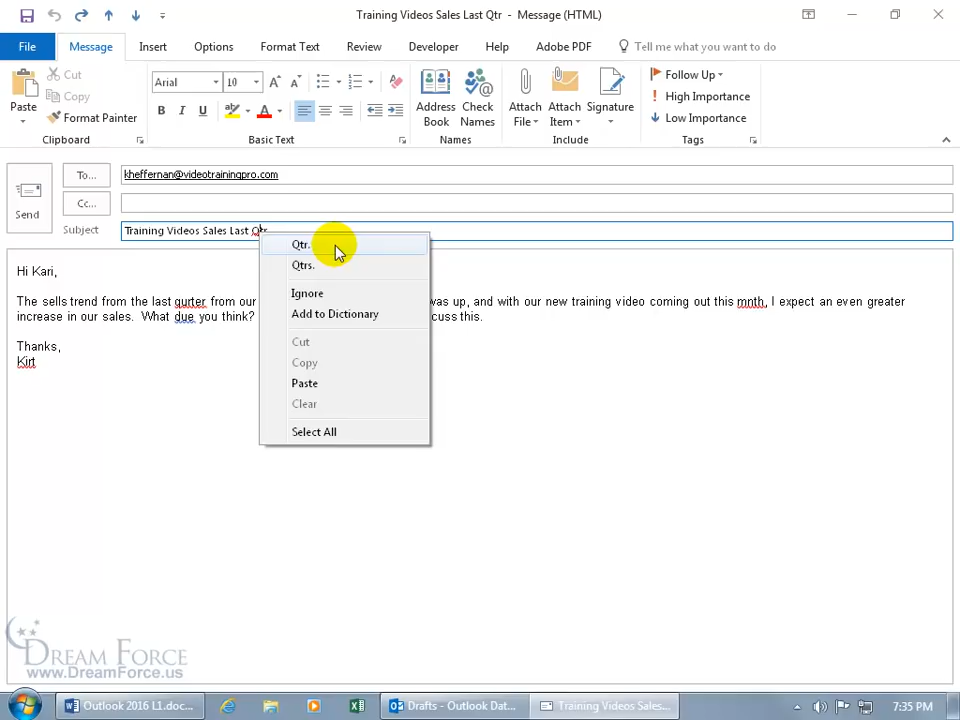 Training Videos Sales Last Qtr - Message (HTML)
File Message Insert Options Format Text Review Developer Help Adobe PDF Tell me what you want to do
Paste
Cut
Copy
Format Painter
Clipboard
Arial 10
B I U
Basic Text
Address Book
Check Names
Names
Attach File
Attach Item
Signature
Include
Follow Up
High Importance
Low Importance
Tags
Send
To... kheffernan@videotrainingpro.com
Cc...
Subject Training Videos Sales Last Qtr
Qtr.
Qtrs.
Ignore
Add to Dictionary
Cut
Copy
Paste
Clear
Select All
Hi Kari,
The sells trend from the last qurter from our was up, and with our new training video coming out this mnth, I expect an even greater
increase in our sales. What due you think? cuss this.
Thanks,
Kirt
DREAM FORCE
www.DreamForce.us
Outlook 2016 L1.doc...
Drafts - Outlook Dat...
Training Videos Sales...
7:35 PM